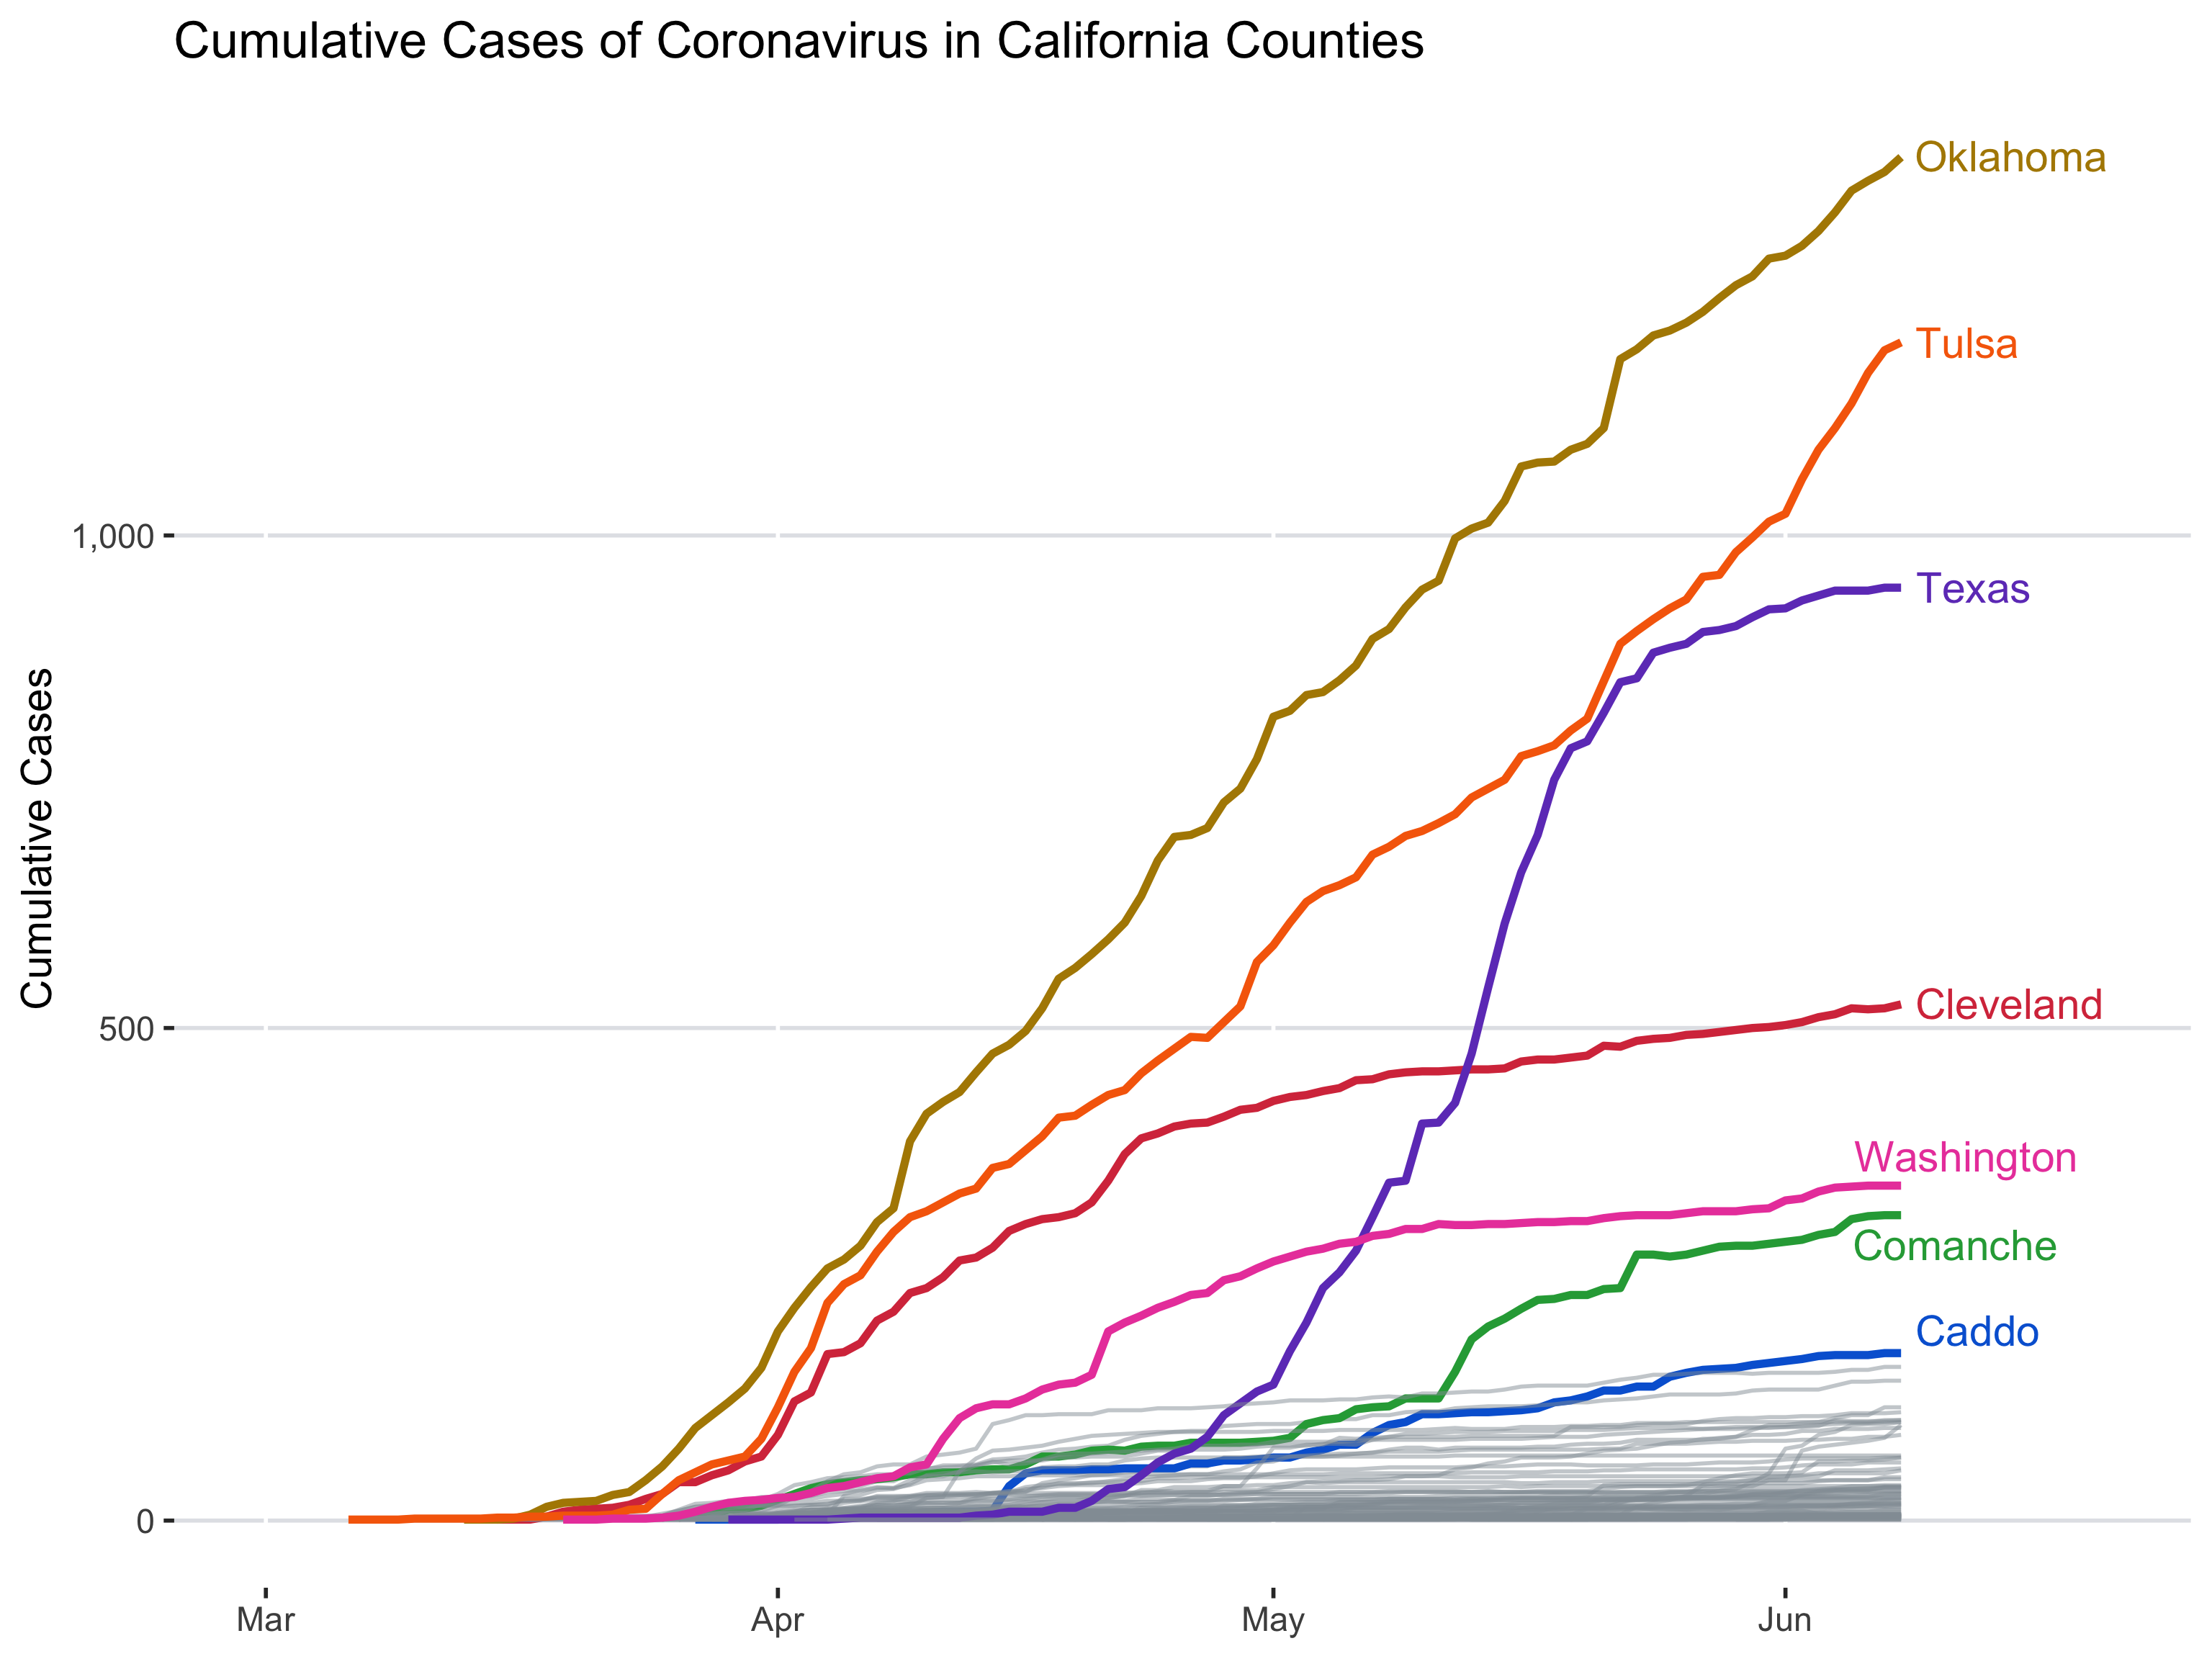 Cumulative Cases of Coronavirus in California Counties
Oklahoma
Tulsa
1,000
Texas
Cumulative Cases
500
Cleveland
Washington
Comanche
Caddo
0
Mar
Apr
May
Jun